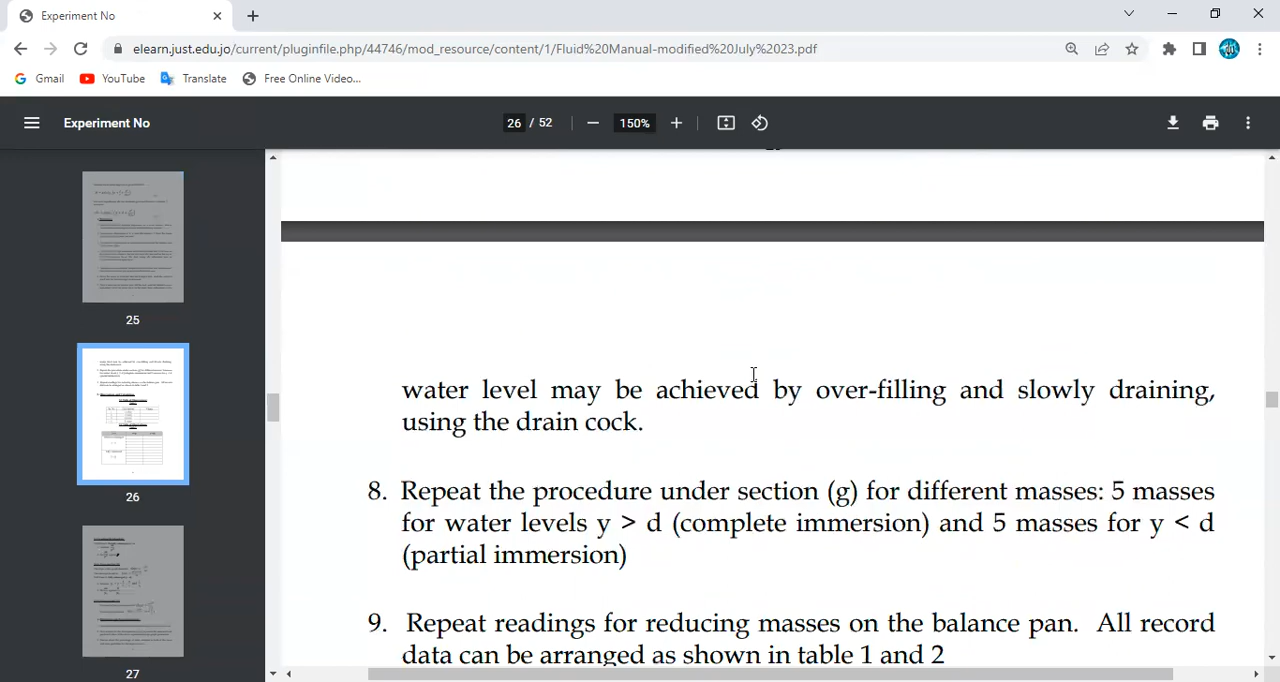 Experiment No
elearn.just.edu.jo/current/pluginfile.php/44746/mod_resource/content/1/Fluid%20Manual-modified%20July%202023.pdf
Gmail YouTube Translate Free Online Video...
Experiment No 26 / 52 150%
25
26
27
water level may be achieved by over-filling and slowly draining,
using the drain cock.
8. Repeat the procedure under section (g) for different masses: 5 masses
for water levels y > d (complete immersion) and 5 masses for y < d
(partial immersion)
9. Repeat readings for reducing masses on the balance pan. All record
data can be arranged as shown in table 1 and 2